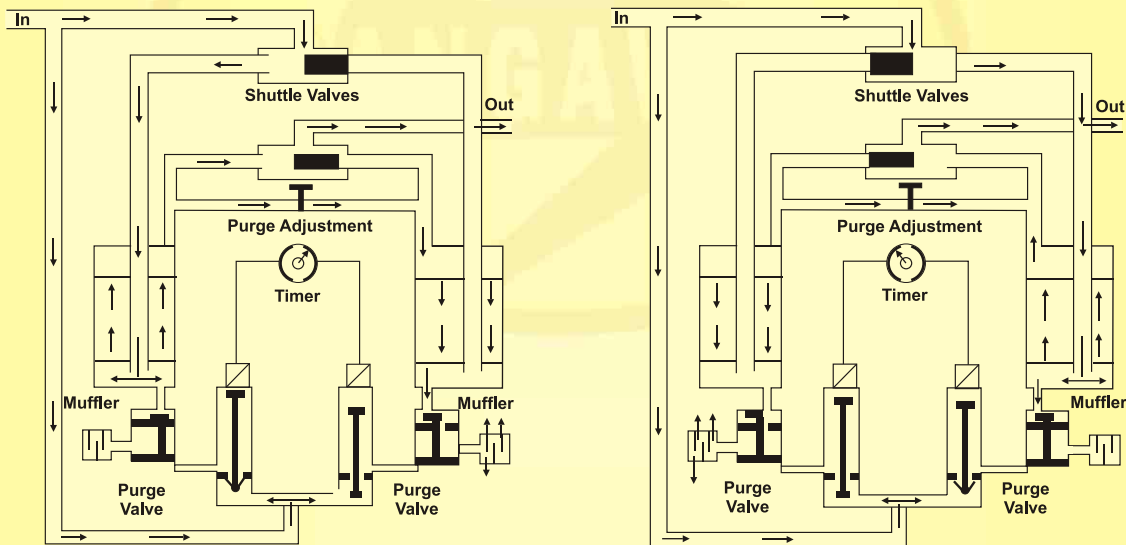 In
Shuttle Valves
Out
Purge Adjustment
Timer
Muffler
Muffler
Purge
Valve
Purge
Valve
In
Shuttle Valves
Out
Purge Adjustment
Timer
Muffler
Purge
Valve
Purge
Valve